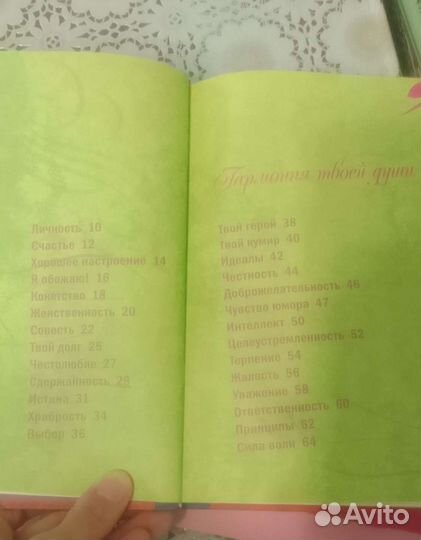 Гармония твоей души
Личность 10
Счастье 12
Хорошее настроение 14
Я обожаю! 16
Кокетство 18
Женственность 20
Совесть 22
Твой долг 25
Честолюбие 27
Сдержанность 29
Истина 31
Храбрость 34
Выбор 36
Твой герой 38
Твой кумир 40
Идеалы 42
Честность 44
Доброжелательность 46
Чувство юмора 47
Интеллект 50
Целеустремленность 52
Терпение 54
Жалость 56
Уважение 58
Ответственность 60
Принципы 62
Сила воли 64
Avito